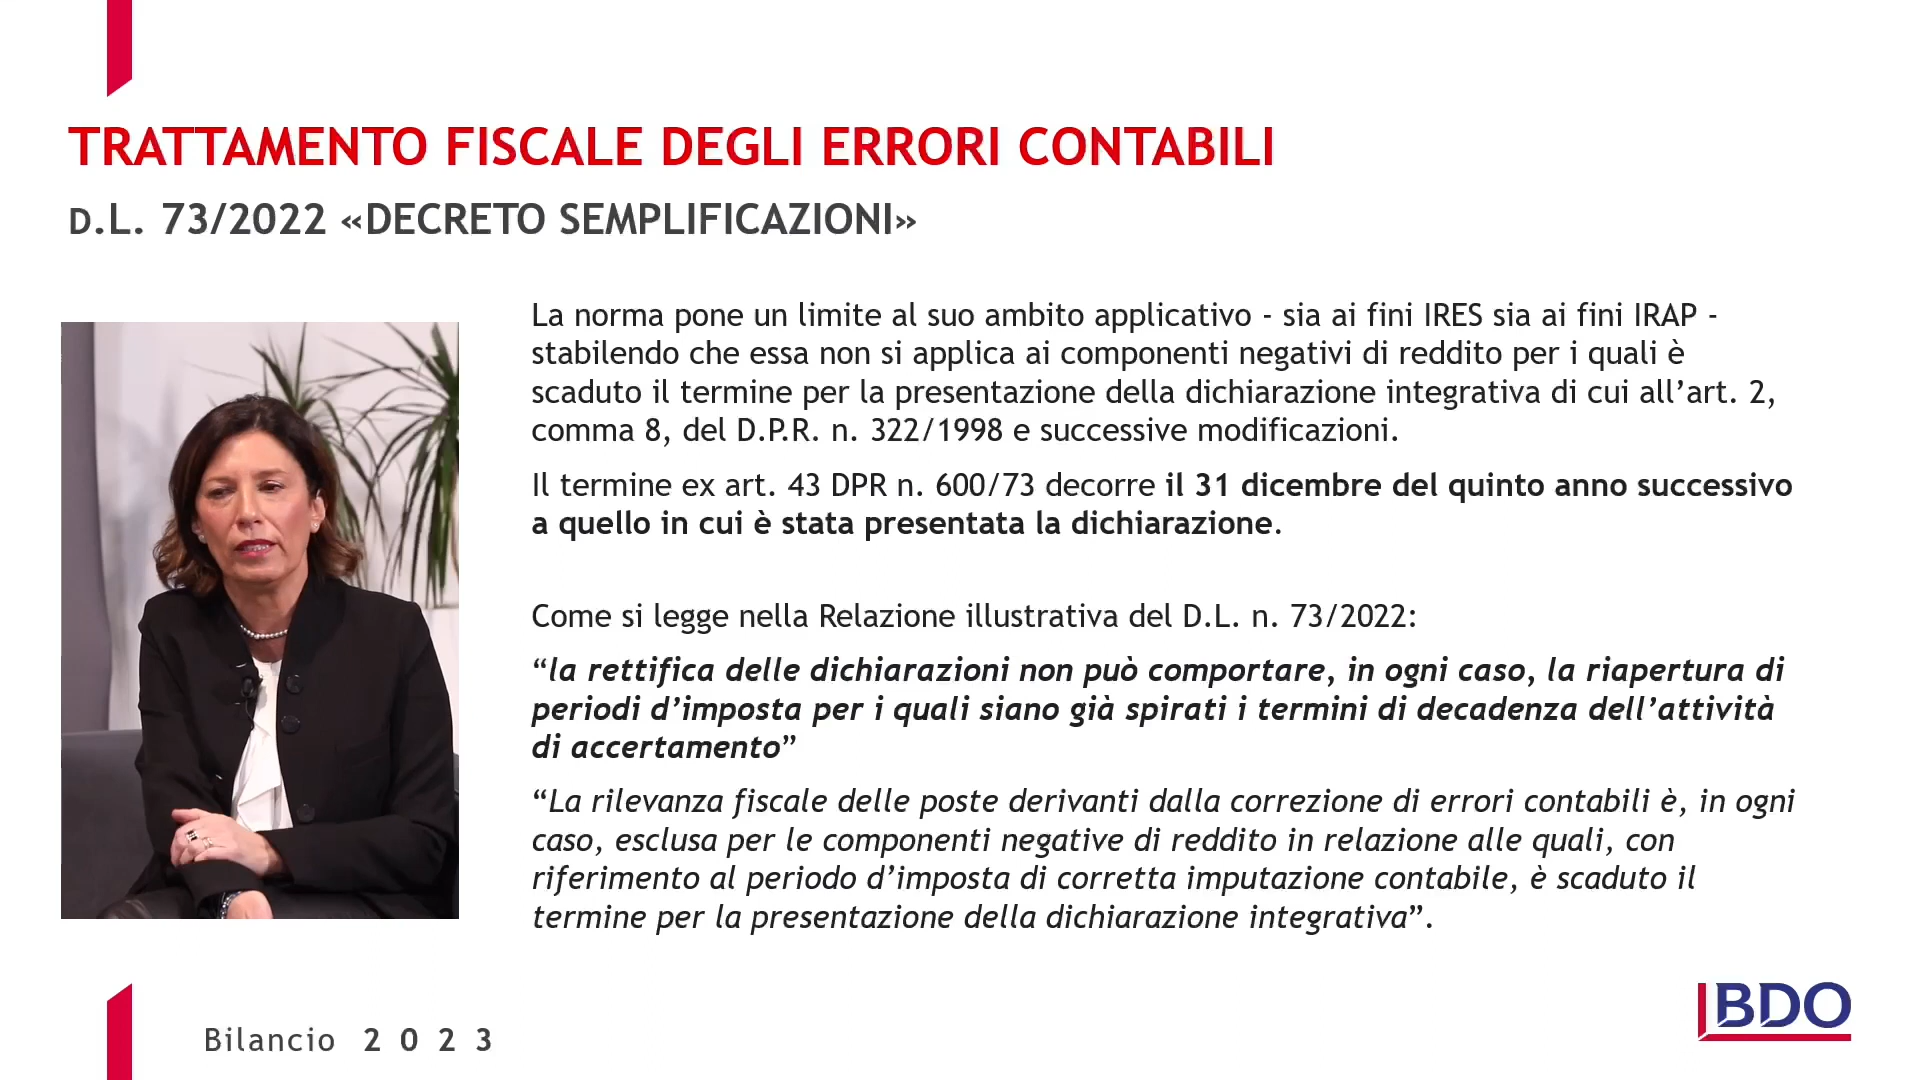 TRATTAMENTO FISCALE DEGLI ERRORI CONTABILI
D.L. 73/2022 «DECRETO SEMPLIFICAZIONI»
La norma pone un limite al suo ambito applicativo - sia ai fini IRES sia ai fini IRAP -
stabilendo che essa non si applica ai componenti negativi di reddito per i quali è
scaduto il termine per la presentazione della dichiarazione integrativa di cui all’art. 2,
comma 8, del D.P.R. n. 322/1998 e successive modificazioni.
Il termine ex art. 43 DPR n. 600/73 decorre il 31 dicembre del quinto anno successivo
a quello in cui è stata presentata la dichiarazione.
Come si legge nella Relazione illustrativa del D.L. n. 73/2022:
“la rettifica delle dichiarazioni non può comportare, in ogni caso, la riapertura di
periodi d’imposta per i quali siano già spirati i termini di decadenza dell’attività
di accertamento”
“La rilevanza fiscale delle poste derivanti dalla correzione di errori contabili è, in ogni
caso, esclusa per le componenti negative di reddito in relazione alle quali, con
riferimento al periodo d’imposta di corretta imputazione contabile, è scaduto il
termine per la presentazione della dichiarazione integrativa”.
Bilancio 2023
BDO